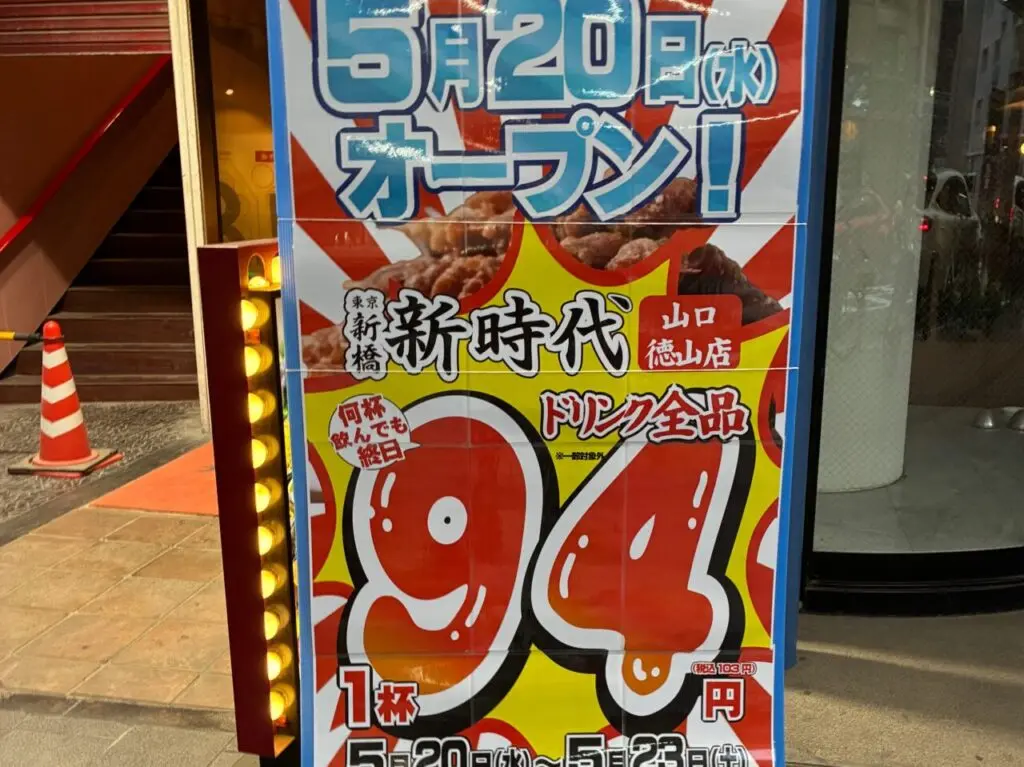 5月20日(水)
オープン!
東京
新橋
新時代
山口
徳山店
何杯
飲んでも
終日
ドリンク全品
※一部対象外
94
1杯
(税込103円)
円
5月20日(水)~5月23日(土)